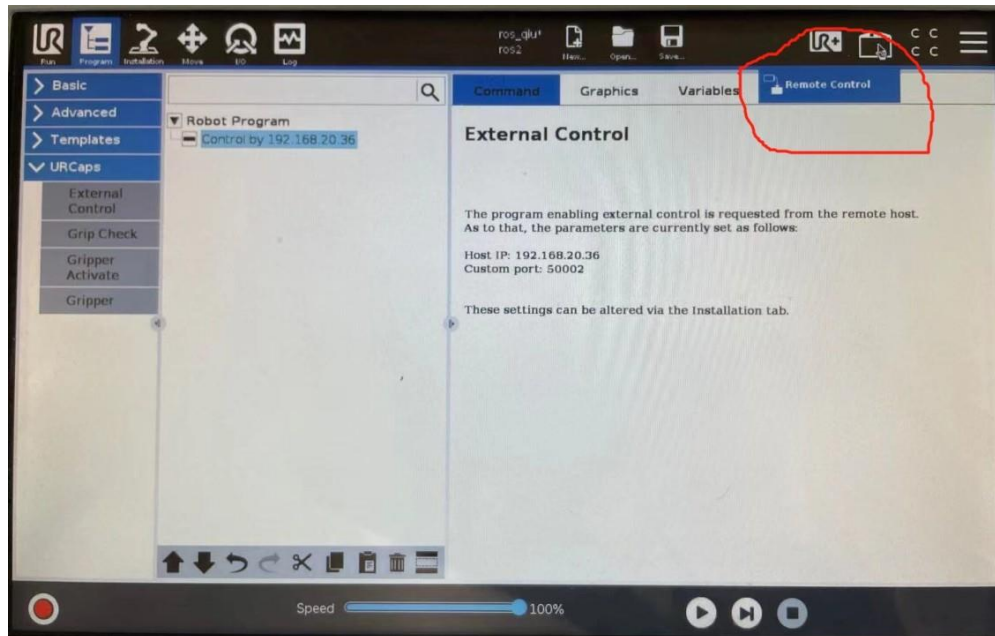 UR
Run
Program
Installation
Move
I/O
Log
ros_qiu*
ros2
New...
Open...
Save...
UR+
C C
C C
Basic
Advanced
Templates
URCaps
External
Control
Grip Check
Gripper
Activate
Gripper
Robot Program
Control by 192.168.20.36
Command
Graphics
Variables
Remote Control
External Control
The program enabling external control is requested from the remote host.
As to that, the parameters are currently set as follows:
Host IP: 192.168.20.36
Custom port: 50002
These settings can be altered via the Installation tab.
Speed
100%